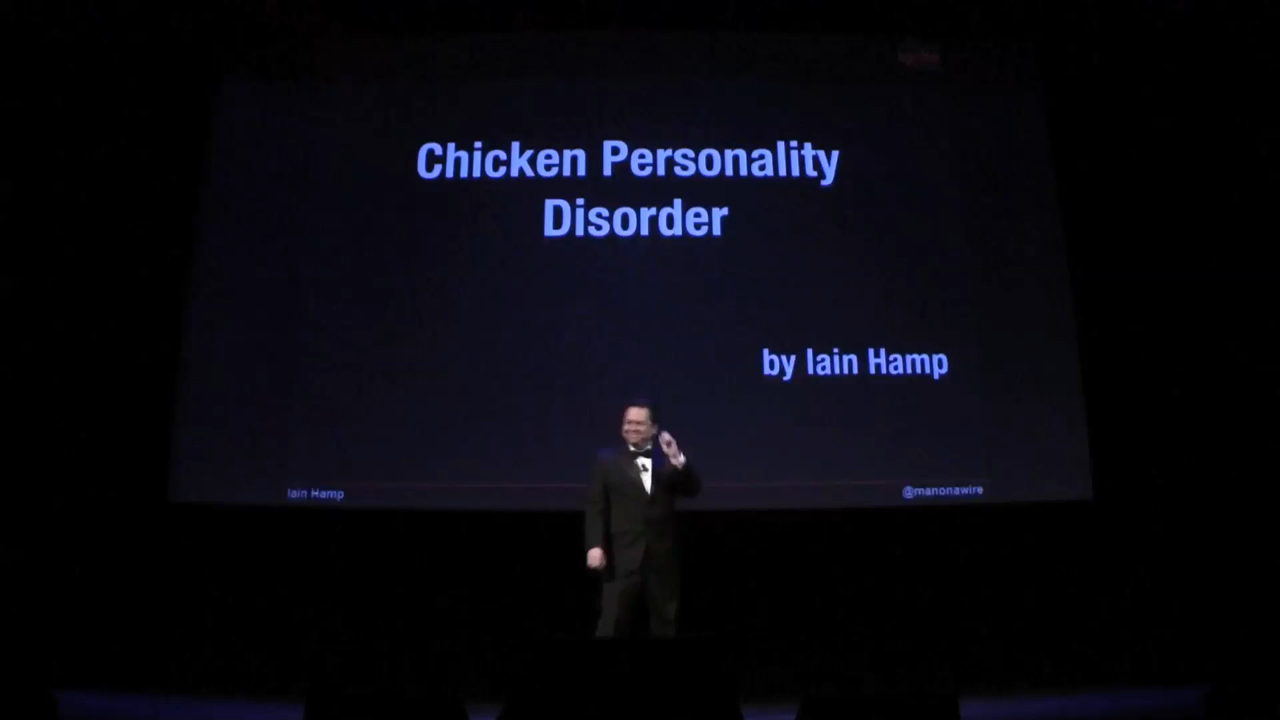 Chicken Personality
Disorder
by Iain Hamp
Iain Hamp
@manonawire